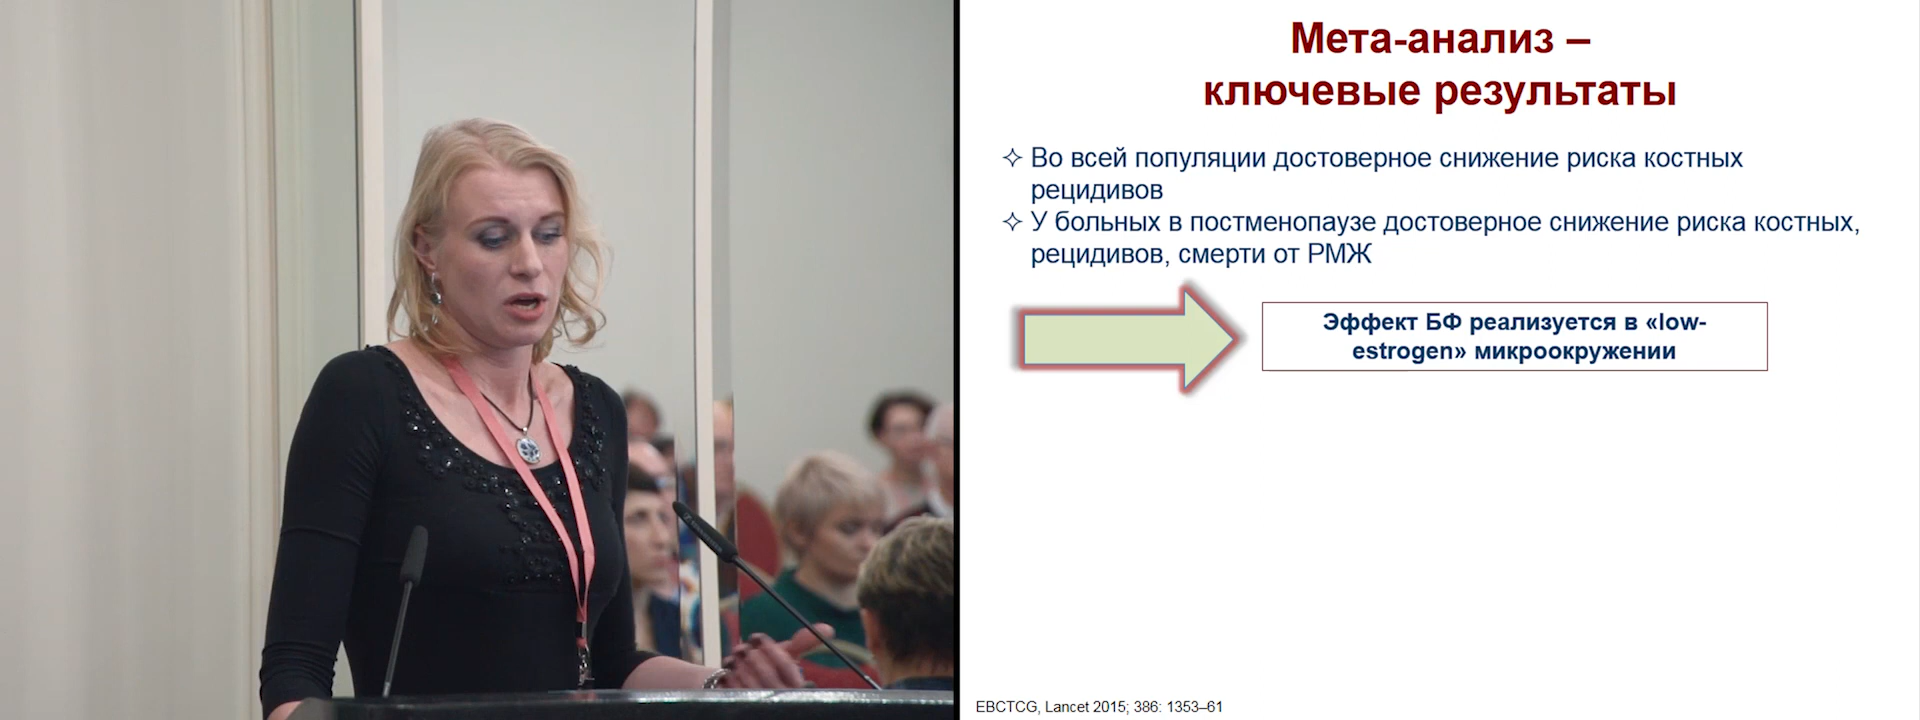 Мета-анализ –
ключевые результаты
Во всей популяции достоверное снижение риска костных
рецидивов
У больных в постменопаузе достоверное снижение риска костных,
рецидивов, смерти от РМЖ
Эффект БФ реализуется в «low-
estrogen» микроокружении
EBCTCG, Lancet 2015; 386: 1353–61